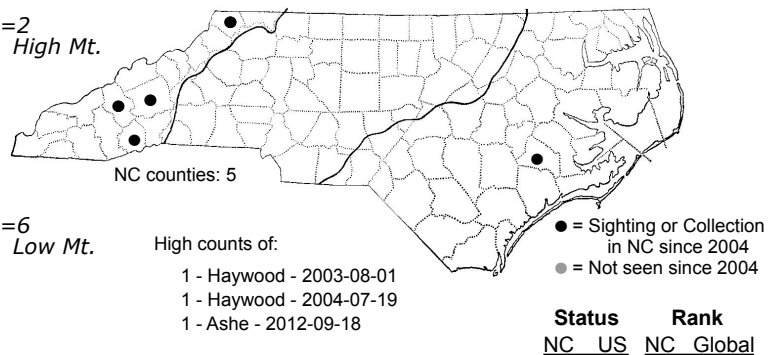 =2
High Mt.
NC counties: 5
=6
Low Mt.
High counts of:
1 - Haywood - 2003-08-01
1 - Haywood - 2004-07-19
1 - Ashe - 2012-09-18
= Sighting or Collection
in NC since 2004
= Not seen since 2004
Status Rank
NC US NC Global